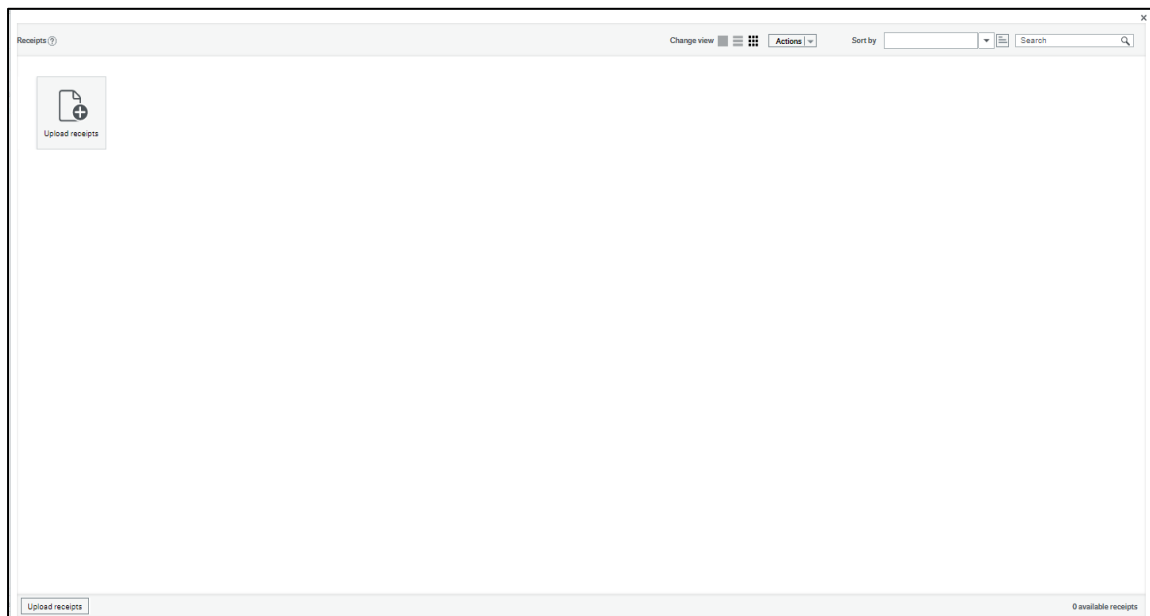 Receipts ?
Change view Actions Sort by Search
Upload receipts
Upload receipts
0 available receipts